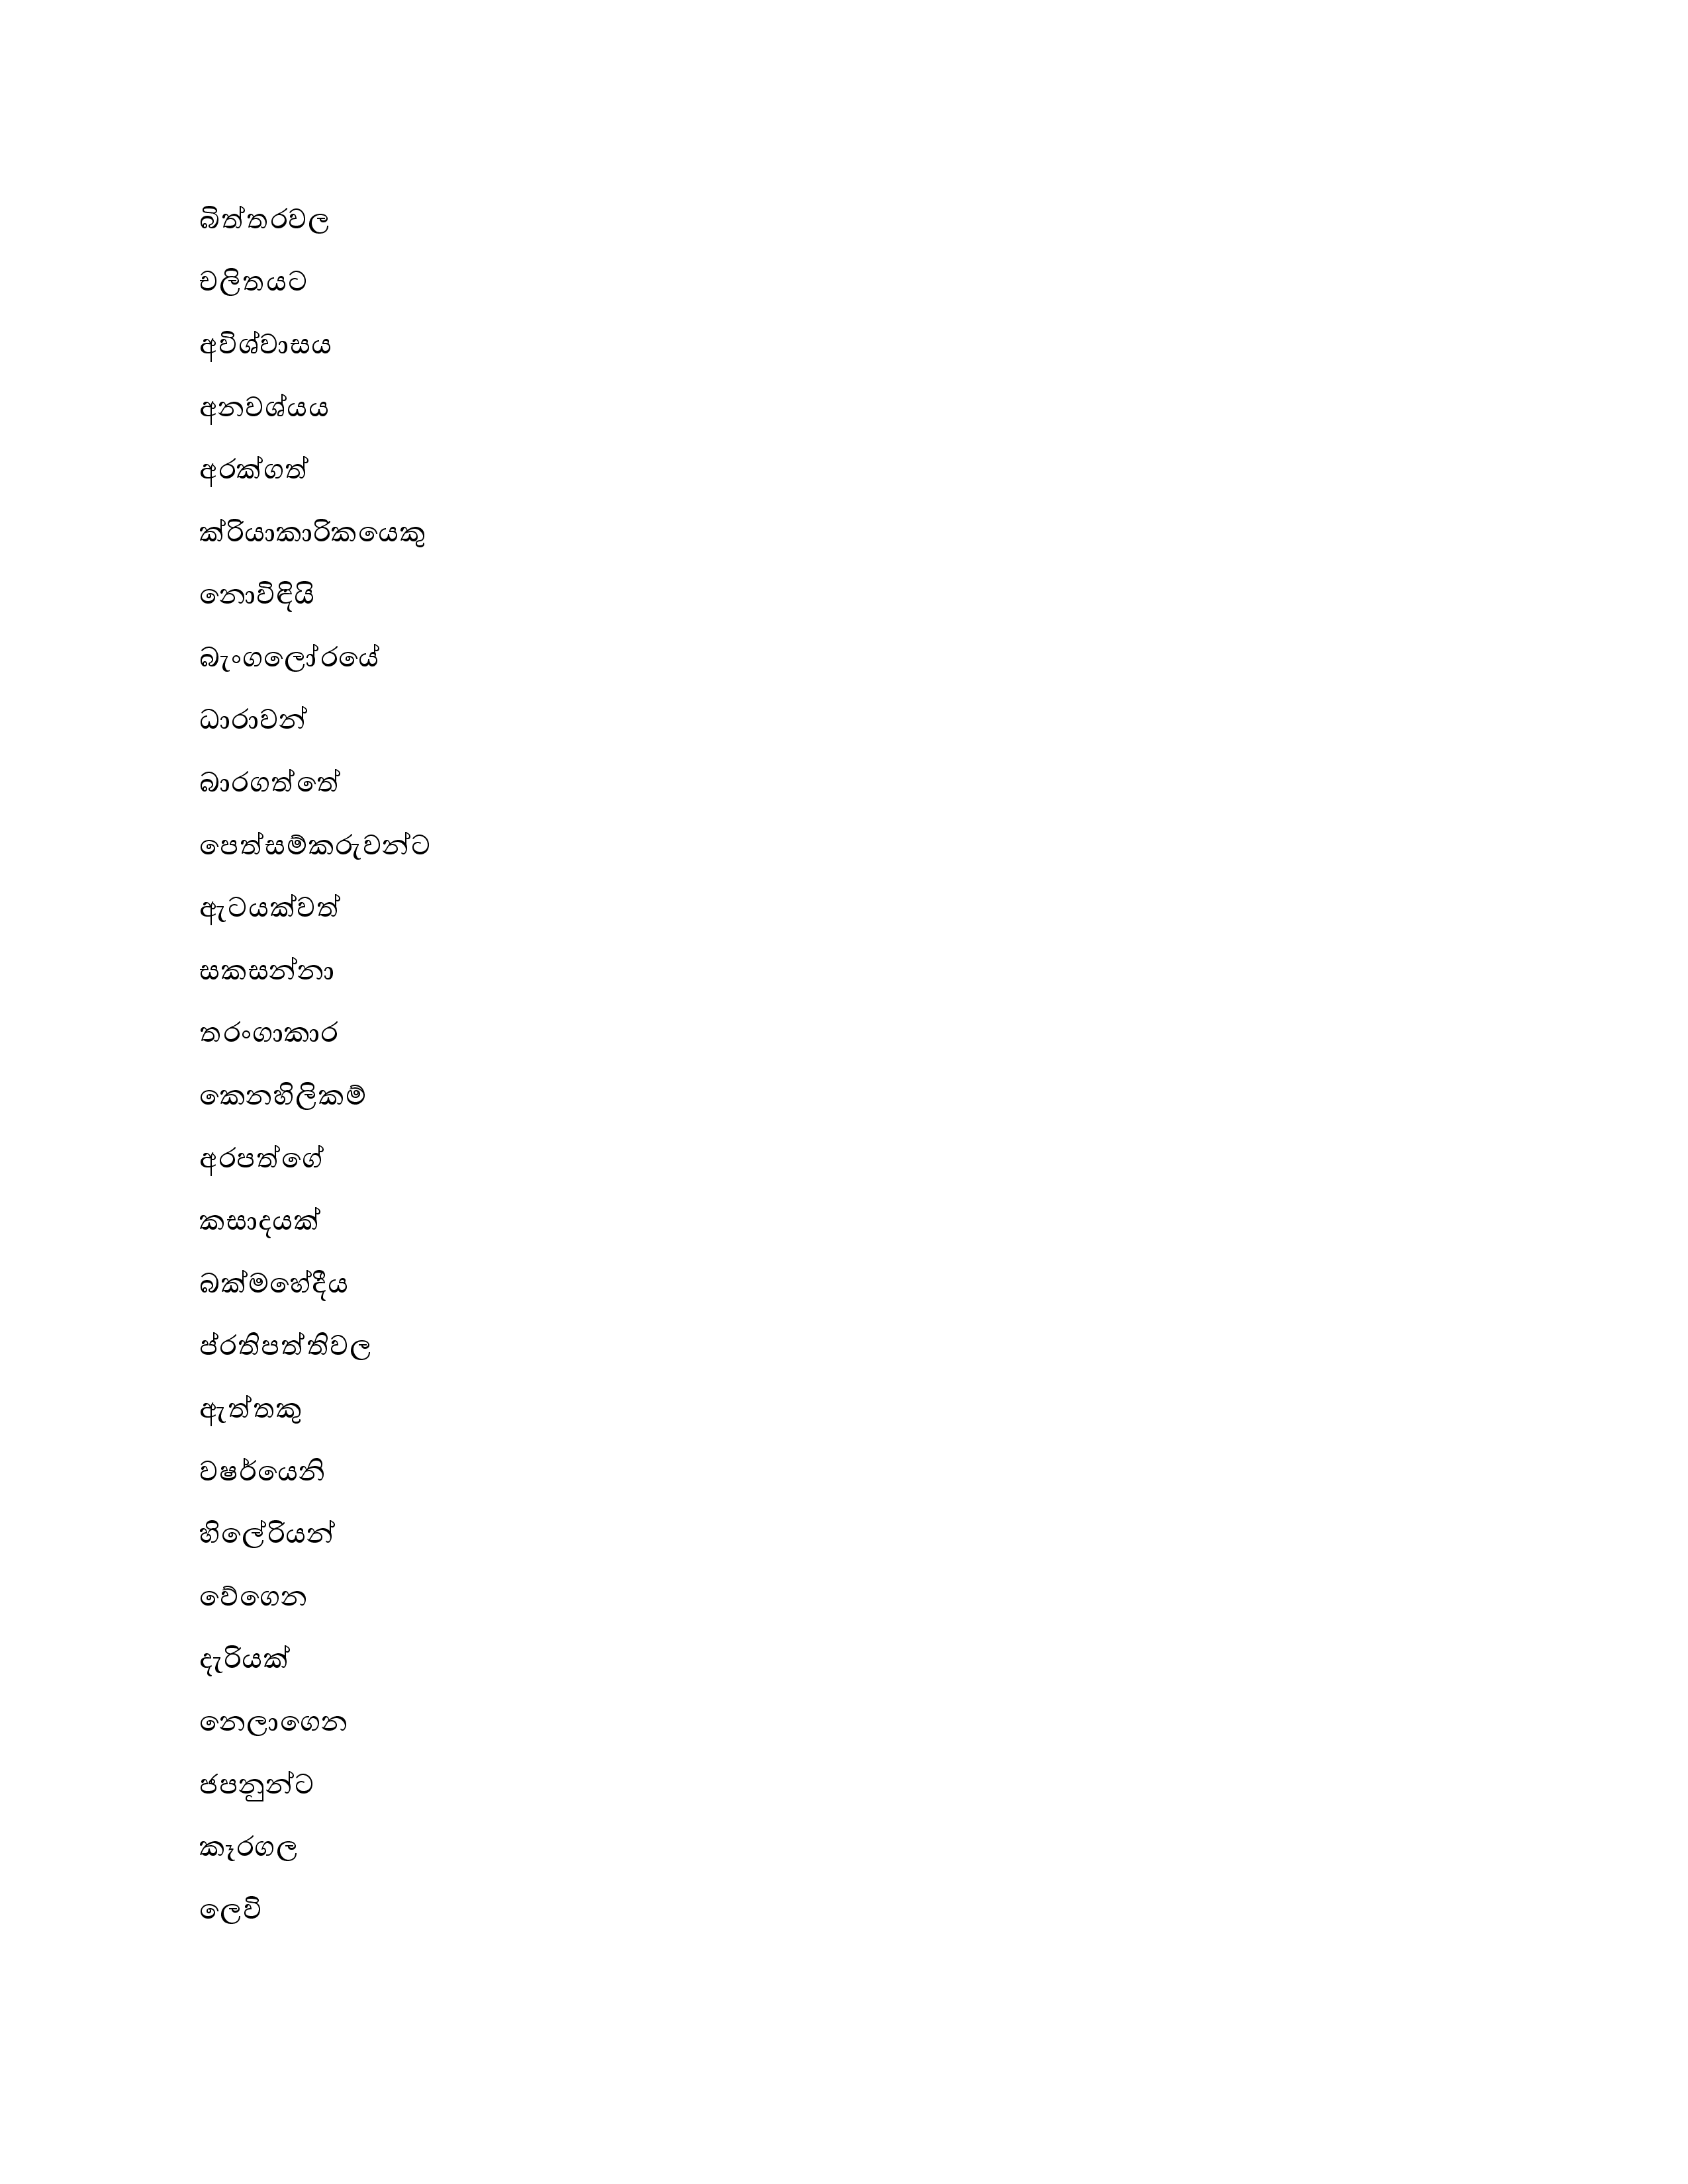 බිත්තරවල
චලිතයට
අවිශ්වාසය
අනවශ්යය
අරක්ගත්
ක්රියාකාරිකයෙකු
නොවිඳියි
බැංගලෝරයේ
ධාරාවන්
බාරගත්තේ
පෙත්සම්කරුවන්ට
ඇටයක්වත්
සකසන්නා
තරංගාකාර
කෙනහිලිකම්
අරපත්ගේ
කසාදයක්
බක්මහේදීය
ප්රතිපත්තිවල
ඇත්තකු
වෂර්යෙනි
හිලේරියන්
වේගෙන
දැරියක්
නෙලාගෙන
ජපනුන්ට
කෑරගල
ලෙවි